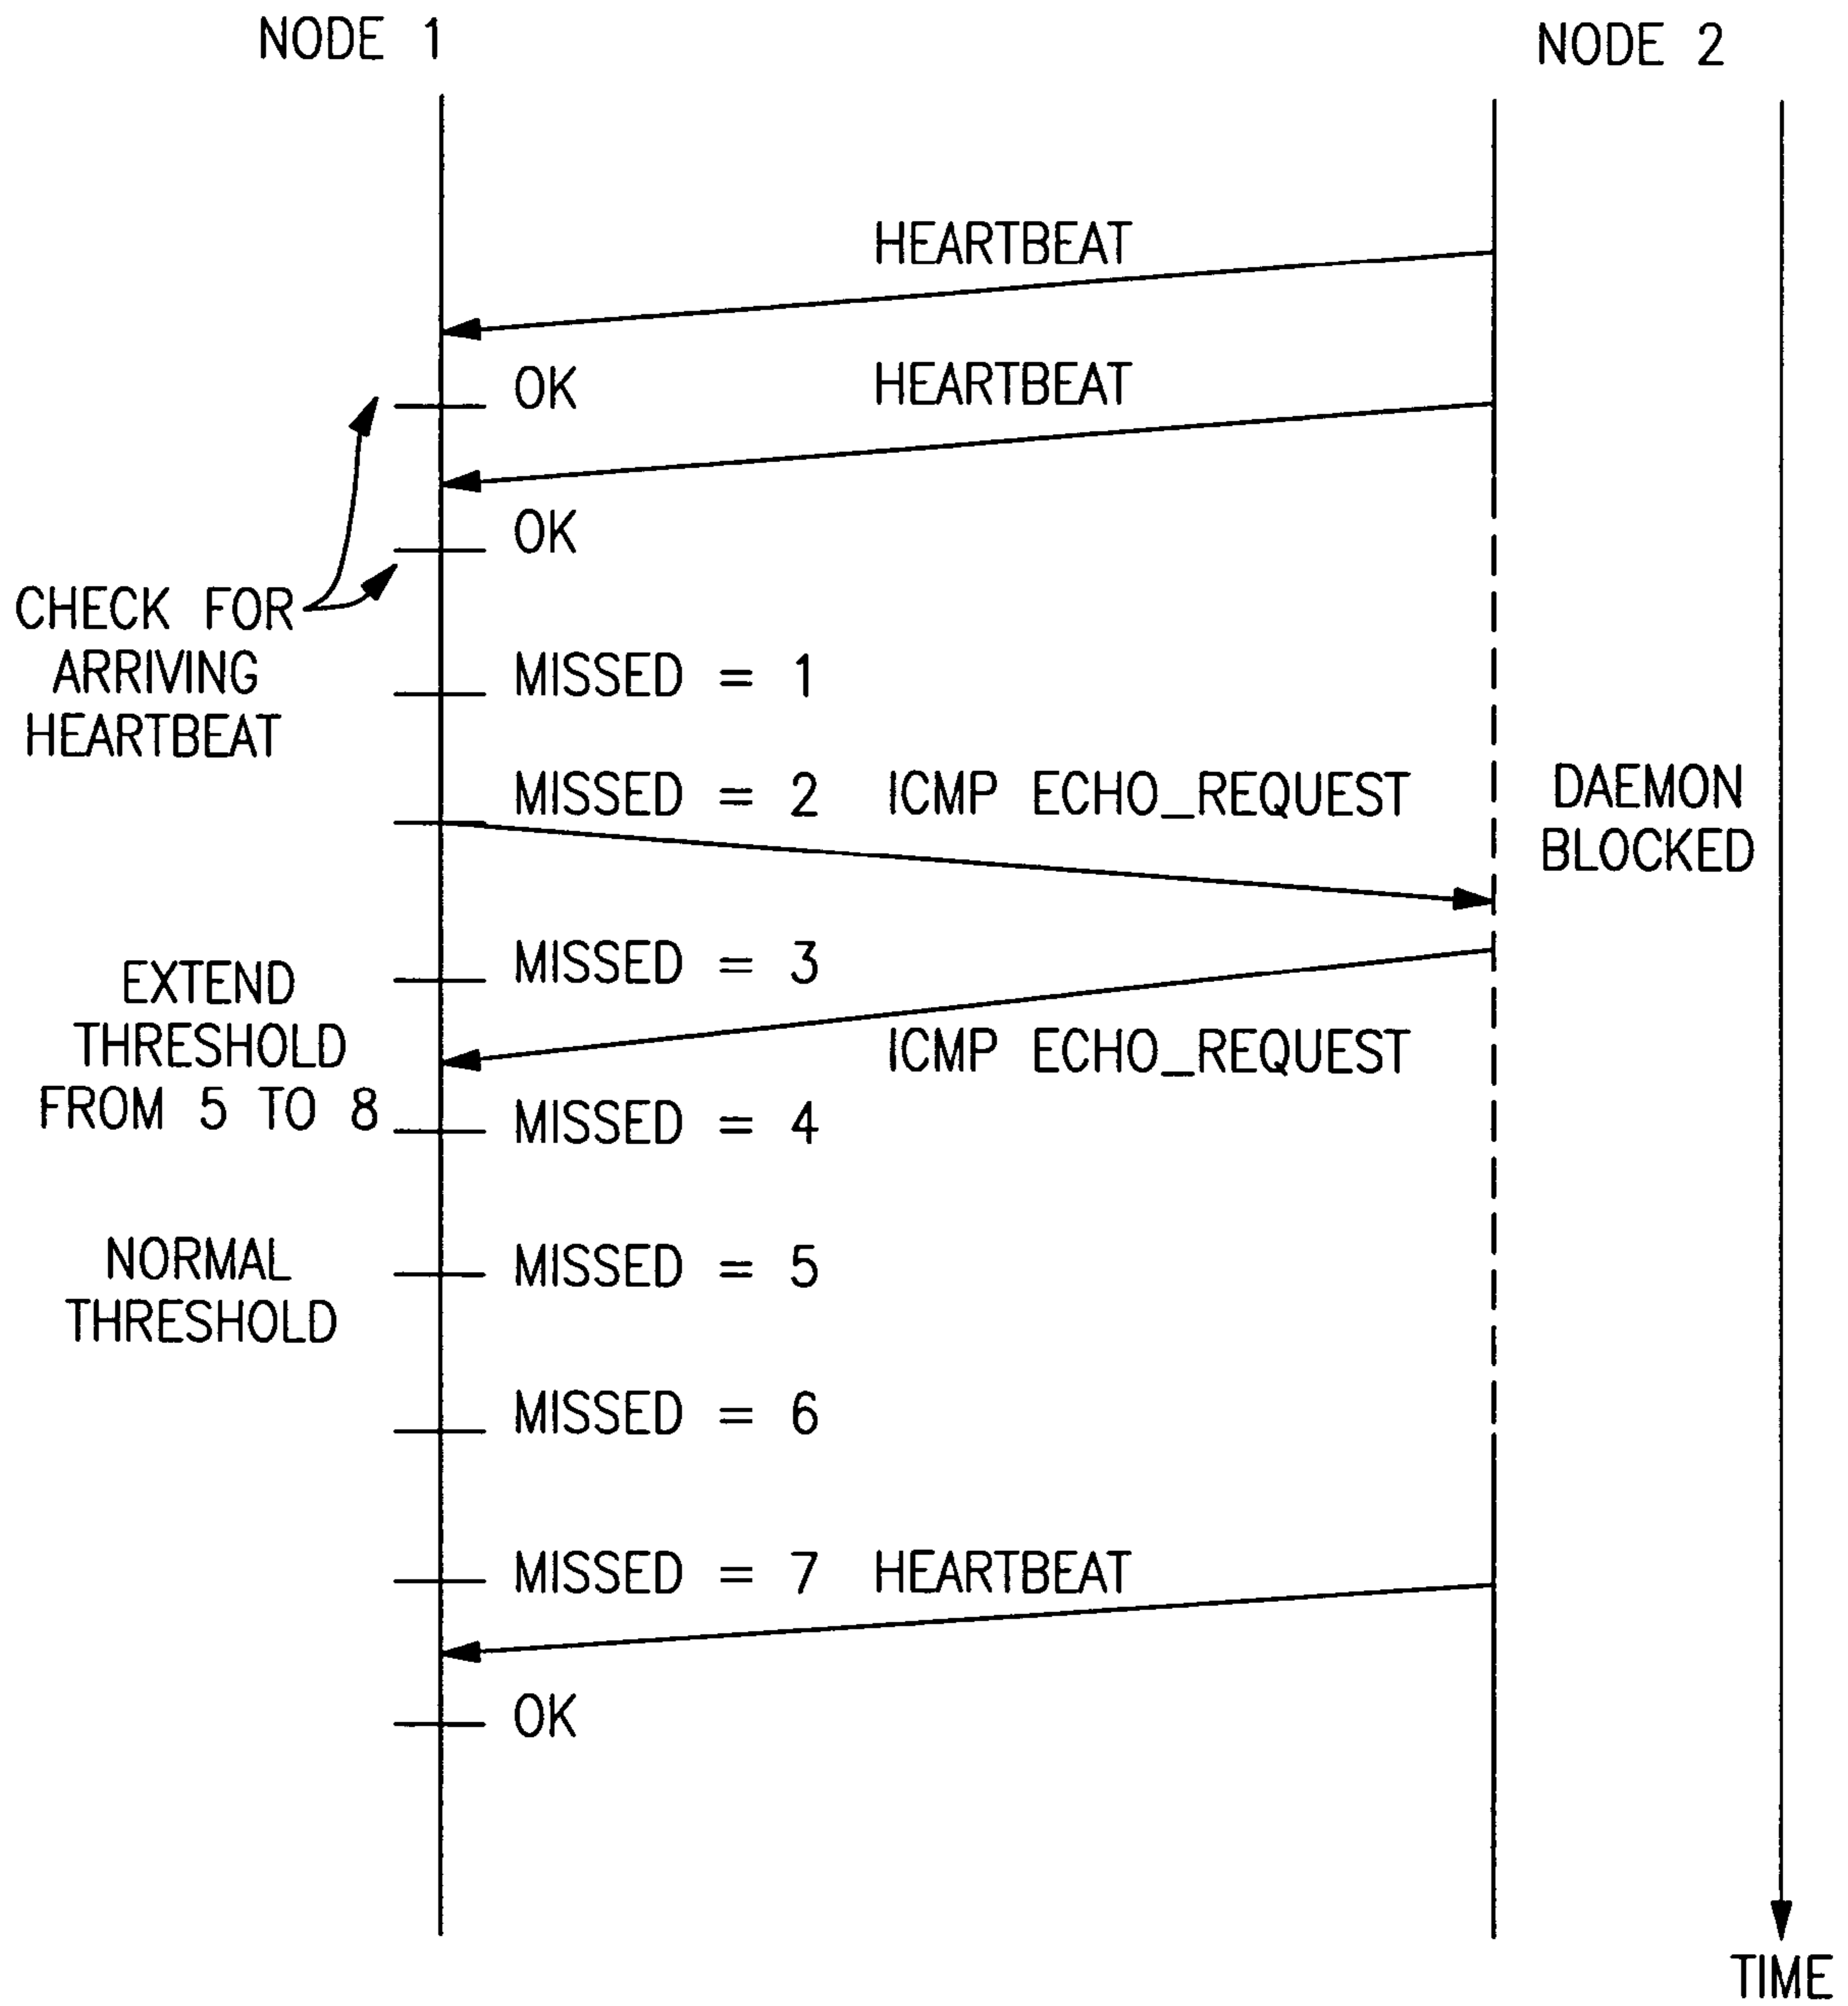 NODE 1
NODE 2
HEARTBEAT
OK
HEARTBEAT
OK
CHECK FOR
ARRIVING
HEARTBEAT
MISSED = 1
MISSED = 2
ICMP ECHO_REQUEST
DAEMON
BLOCKED
MISSED = 3
EXTEND
THRESHOLD
FROM 5 TO 8
ICMP ECHO_REQUEST
MISSED = 4
NORMAL
THRESHOLD
MISSED = 5
MISSED = 6
MISSED = 7
HEARTBEAT
OK
TIME